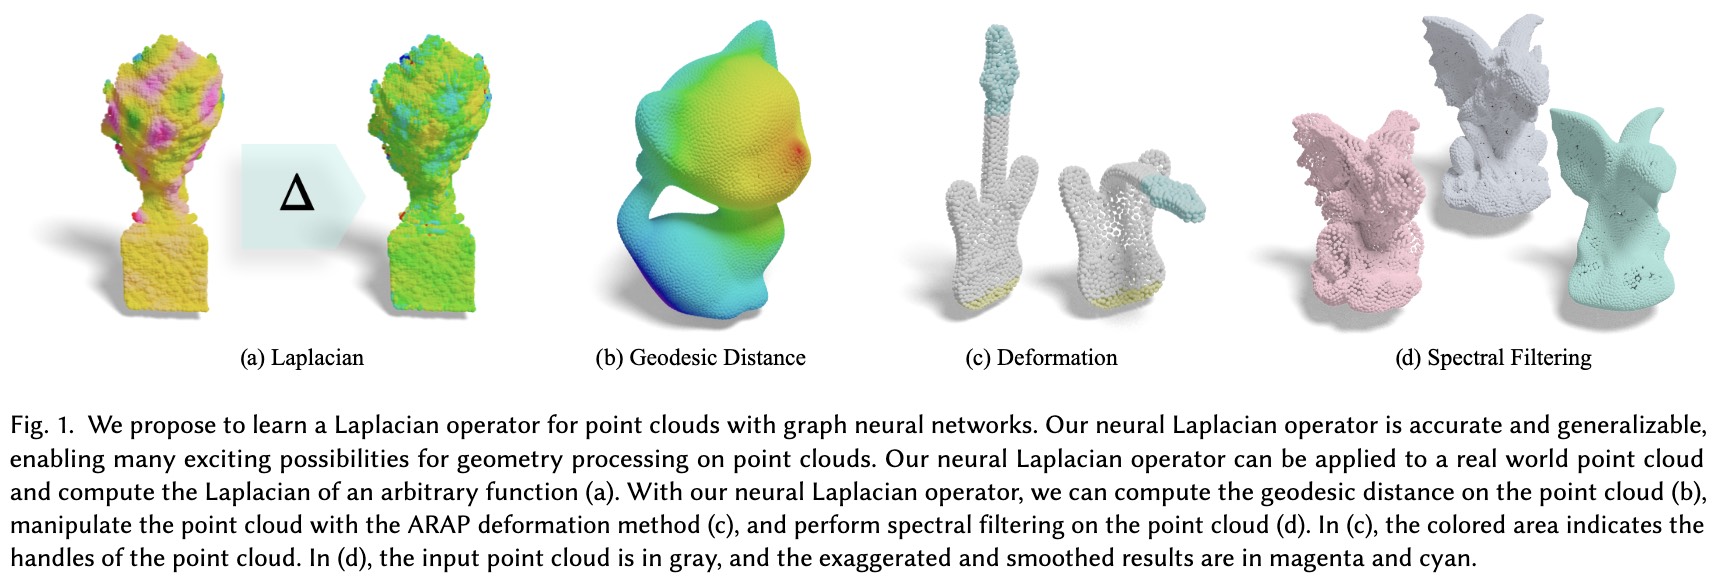 Δ
(a) Laplacian
(b) Geodesic Distance
(c) Deformation
(d) Spectral Filtering
Fig. 1. We propose to learn a Laplacian operator for point clouds with graph neural networks. Our neural Laplacian operator is accurate and generalizable,
enabling many exciting possibilities for geometry processing on point clouds. Our neural Laplacian operator can be applied to a real world point cloud
and compute the Laplacian of an arbitrary function (a). With our neural Laplacian operator, we can compute the geodesic distance on the point cloud (b),
manipulate the point cloud with the ARAP deformation method (c), and perform spectral filtering on the point cloud (d). In (c), the colored area indicates the
handles of the point cloud. In (d), the input point cloud is in gray, and the exaggerated and smoothed results are in magenta and cyan.